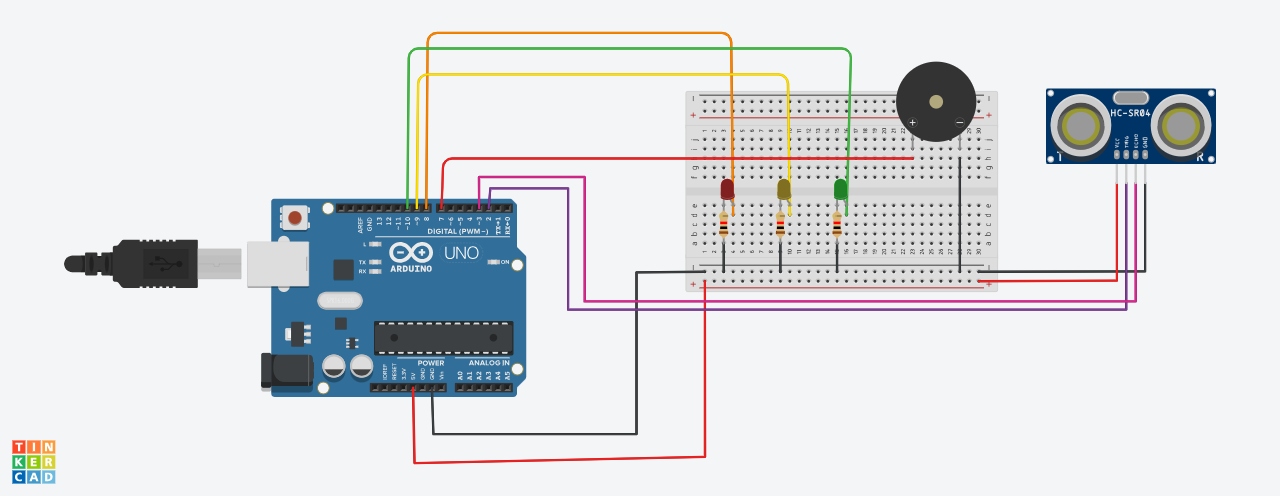 HC-SR04
VCC
TRIG
ECHO
GND
T
R
+
−
AREF
GND
13
12
~11
~10
~9
8
7
~6
~5
4
~3
2
TX→1
RX←0
DIGITAL (PWM~)
L
TX
RX
UNO
ARDUINO
ON
POWER
ANALOG IN
IOREF
RESET
3.3V
5V
GND
GND
Vin
A0
A1
A2
A3
A4
A5
TIN
KER
CAD